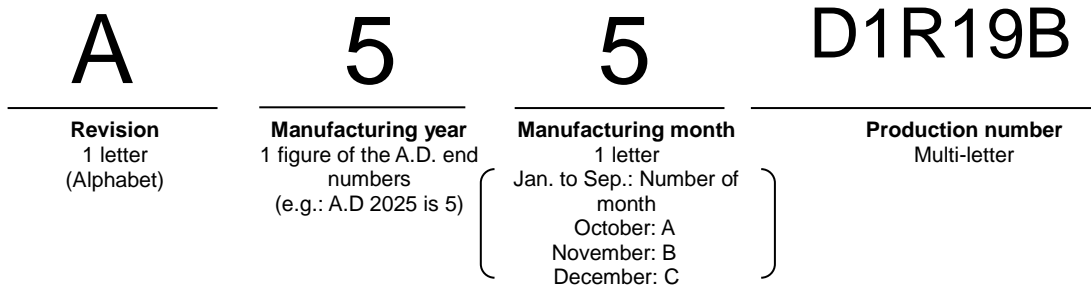 A 5 5 D1R19B
Revision
1 letter
(Alphabet)
Manufacturing year
1 figure of the A.D. end
numbers
(e.g.: A.D 2025 is 5)
Manufacturing month
1 letter
Jan. to Sep.: Number of
month
October: A
November: B
December: C
Production number
Multi-letter